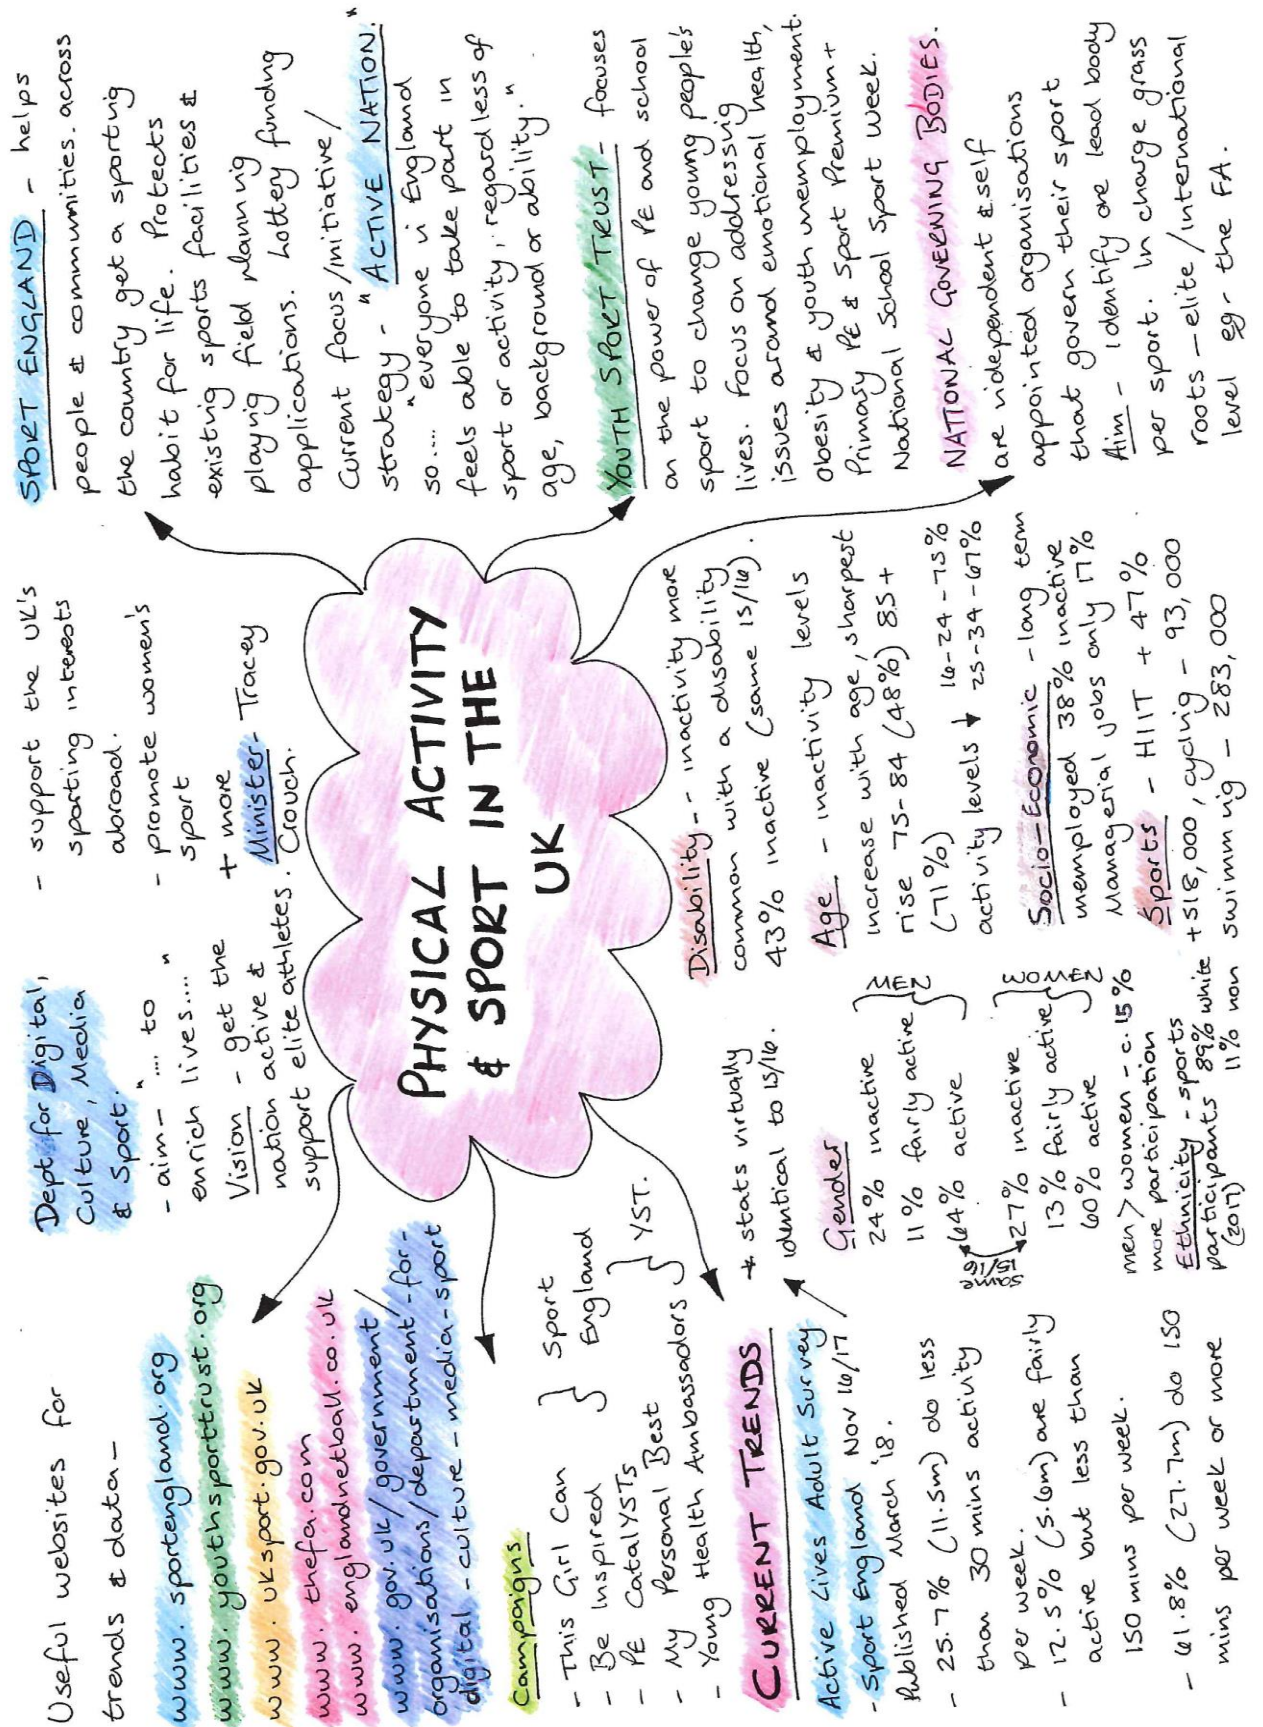 PHYSICAL ACTIVITY
& SPORT IN THE
UK
Useful websites for
trends & data -
www.sportengland.org
www.youthsporttrust.org
www.uksport.gov.uk
www.thefa.com
www.englandnetball.co.uk
www.gov.uk/government/
organisations/department-for-
digital-culture-media-sport
Campaigns
- This Girl Can
- Be Inspired
} Sport
England
- PE CatalYSTs
- My Personal Best
- Young Health Ambassadors
} YST.
CURRENT TRENDS
Active Lives Adult Survey
- Sport England Nov 16/17
Published March '18.
- 25.7% (11.5m) do less
than 30 mins activity
per week.
- 12.5% (5.6m) are fairly
active but less than
150 mins per week.
- 61.8% (27.7m) do 150
mins per week or more
Dept for Digital,
Culture, Media
& Sport.
- aim - "..... to
enrich lives...."
Vision - get the
nation active &
support elite athletes.
- support the UK's
sporting interests
abroad.
- promote women's
sport
+ more
Minister - Tracey
Crouch.
* stats virtually
identical to 15/16.
Gender
24% inactive
11% fairly active
64% active
} MEN
same
15/16
27% inactive
13% fairly active
60% active
} WOMEN
men > women - c.15%
more participation
Ethnicity - sports
participants 89% white
(2017) 11% non
Disability - inactivity more
common with a disability
43% inactive (same 15/16).
Age - inactivity levels
increase with age, sharpest
rise 75-84 (48%) 85+
(71%)
activity levels ↓ 16-24 - 75%
25-34 - 67%
Socio-Economic - long term
unemployed 38% inactive
Managerial jobs only 17%
Sports - HIIT + 47%
+ 518,000, cycling - 93,000
swimming - 283,000
SPORT ENGLAND - helps
people & communities across
the country get a sporting
habit for life. Protects
existing sports facilities &
playing field planning
applications. Lottery funding
Current focus/initiative/
strategy - "ACTIVE NATION."
so.... "everyone in England
feels able to take part in
sport or activity, regardless of
age, background or ability."
YOUTH SPORT TRUST - focuses
on the power of PE and school
sport to change young people's
lives. Focus on addressing
issues around emotional health,
obesity & youth unemployment.
Primary PE & Sport Premium +
National School Sport Week.
NATIONAL GOVERNING BODIES.
are independent & self
appointed organisations
that govern their sport
Aim - identify one lead body
per sport. In charge grass
roots - elite/international
level eg - the FA.